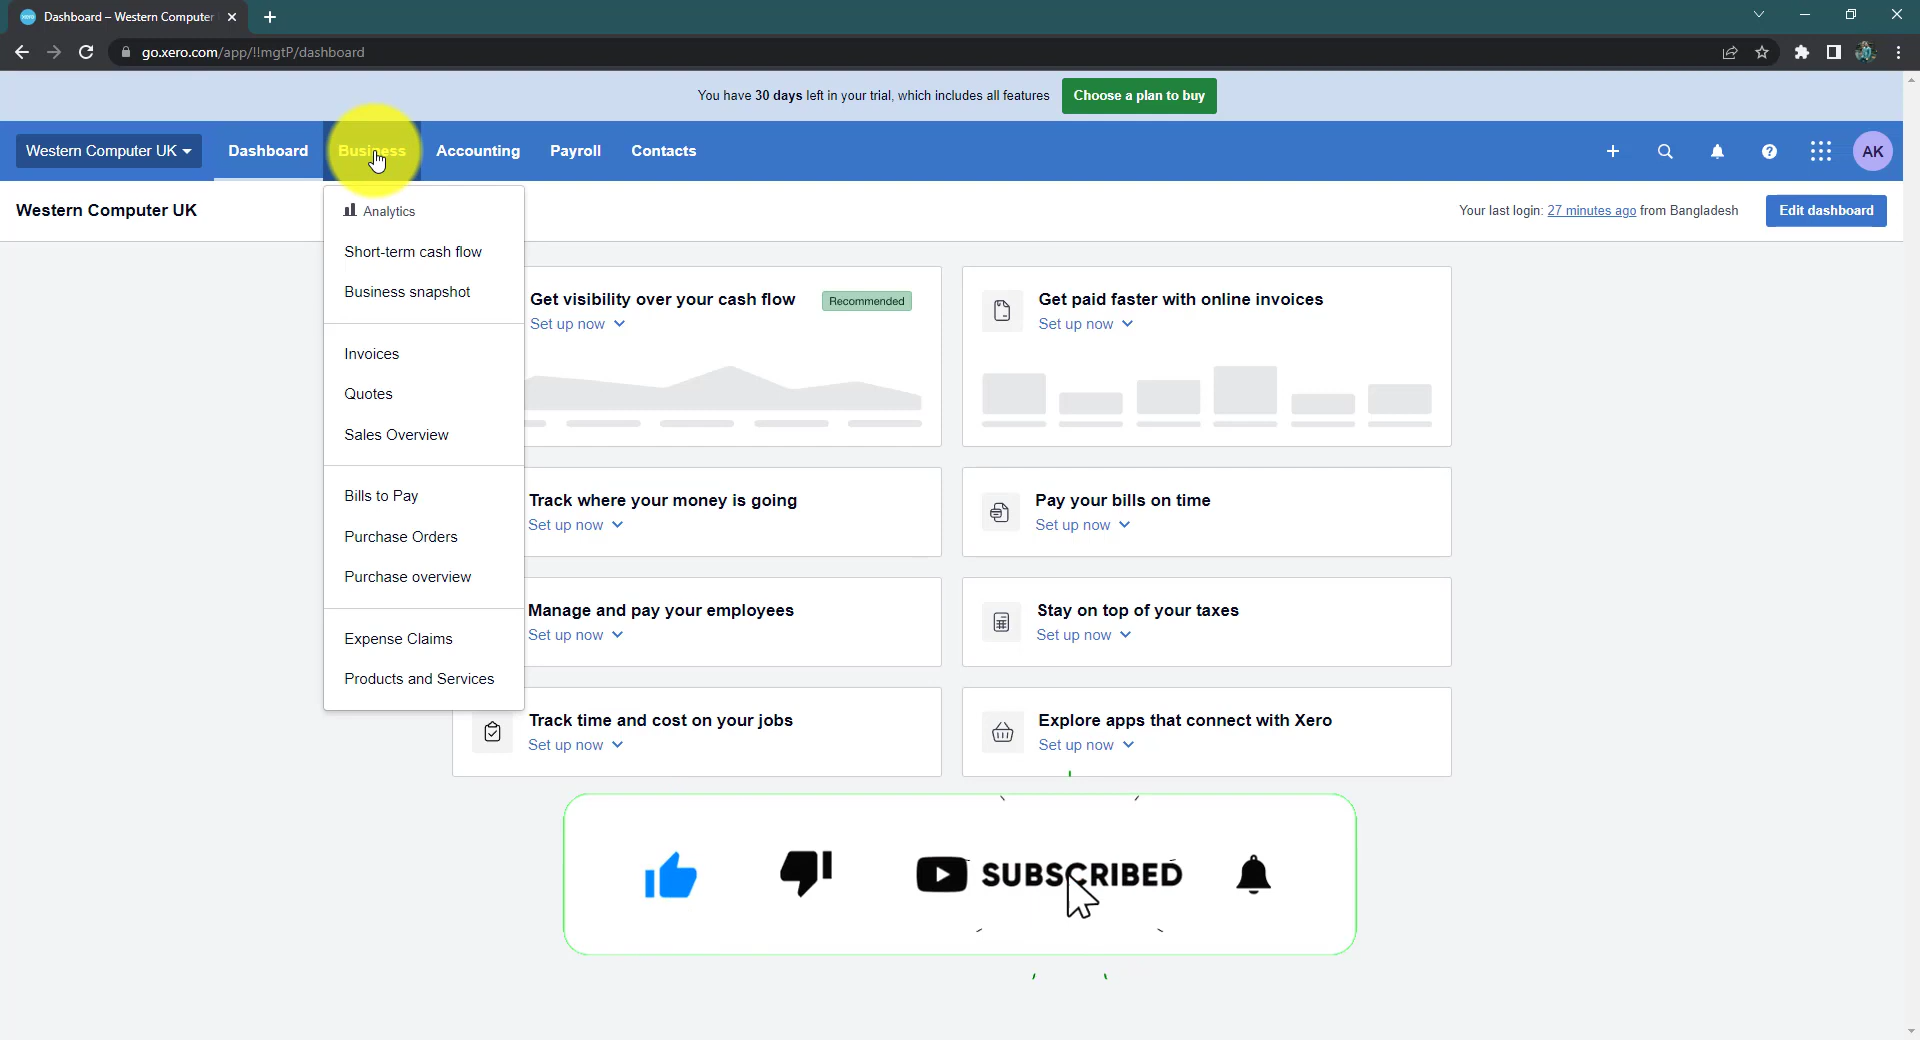 Dashboard – Western Computer
go.xero.com/app/!!mgtP/dashboard
You have 30 days left in your trial, which includes all features
Choose a plan to buy
Western Computer UK
Dashboard
Business
Accounting
Payroll
Contacts
AK
Western Computer UK
Your last login: 27 minutes ago from Bangladesh
Edit dashboard
Analytics
Short-term cash flow
Business snapshot
Invoices
Quotes
Sales Overview
Bills to Pay
Purchase Orders
Purchase overview
Expense Claims
Products and Services
Get visibility over your cash flow
Recommended
Set up now
Get paid faster with online invoices
Set up now
Track where your money is going
Set up now
Pay your bills on time
Set up now
Manage and pay your employees
Set up now
Stay on top of your taxes
Set up now
Track time and cost on your jobs
Set up now
Explore apps that connect with Xero
Set up now
SUBSCRIBED